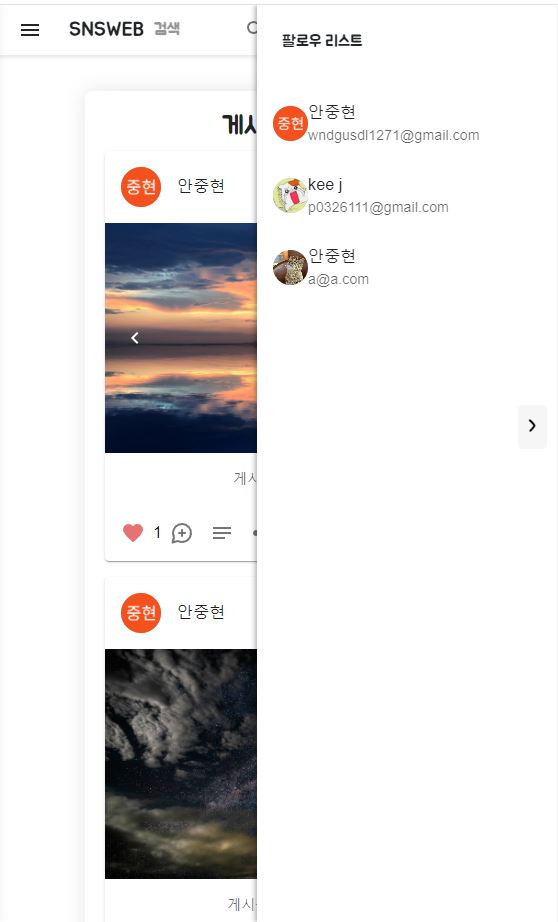 SNSWEB 검색
팔로우 리스트
중현 안중현
wndgusdl1271@gmail.com
kee j
p0326111@gmail.com
안중현
a@a.com
게시
중현 안중현
게시
1
중현 안중현
게시